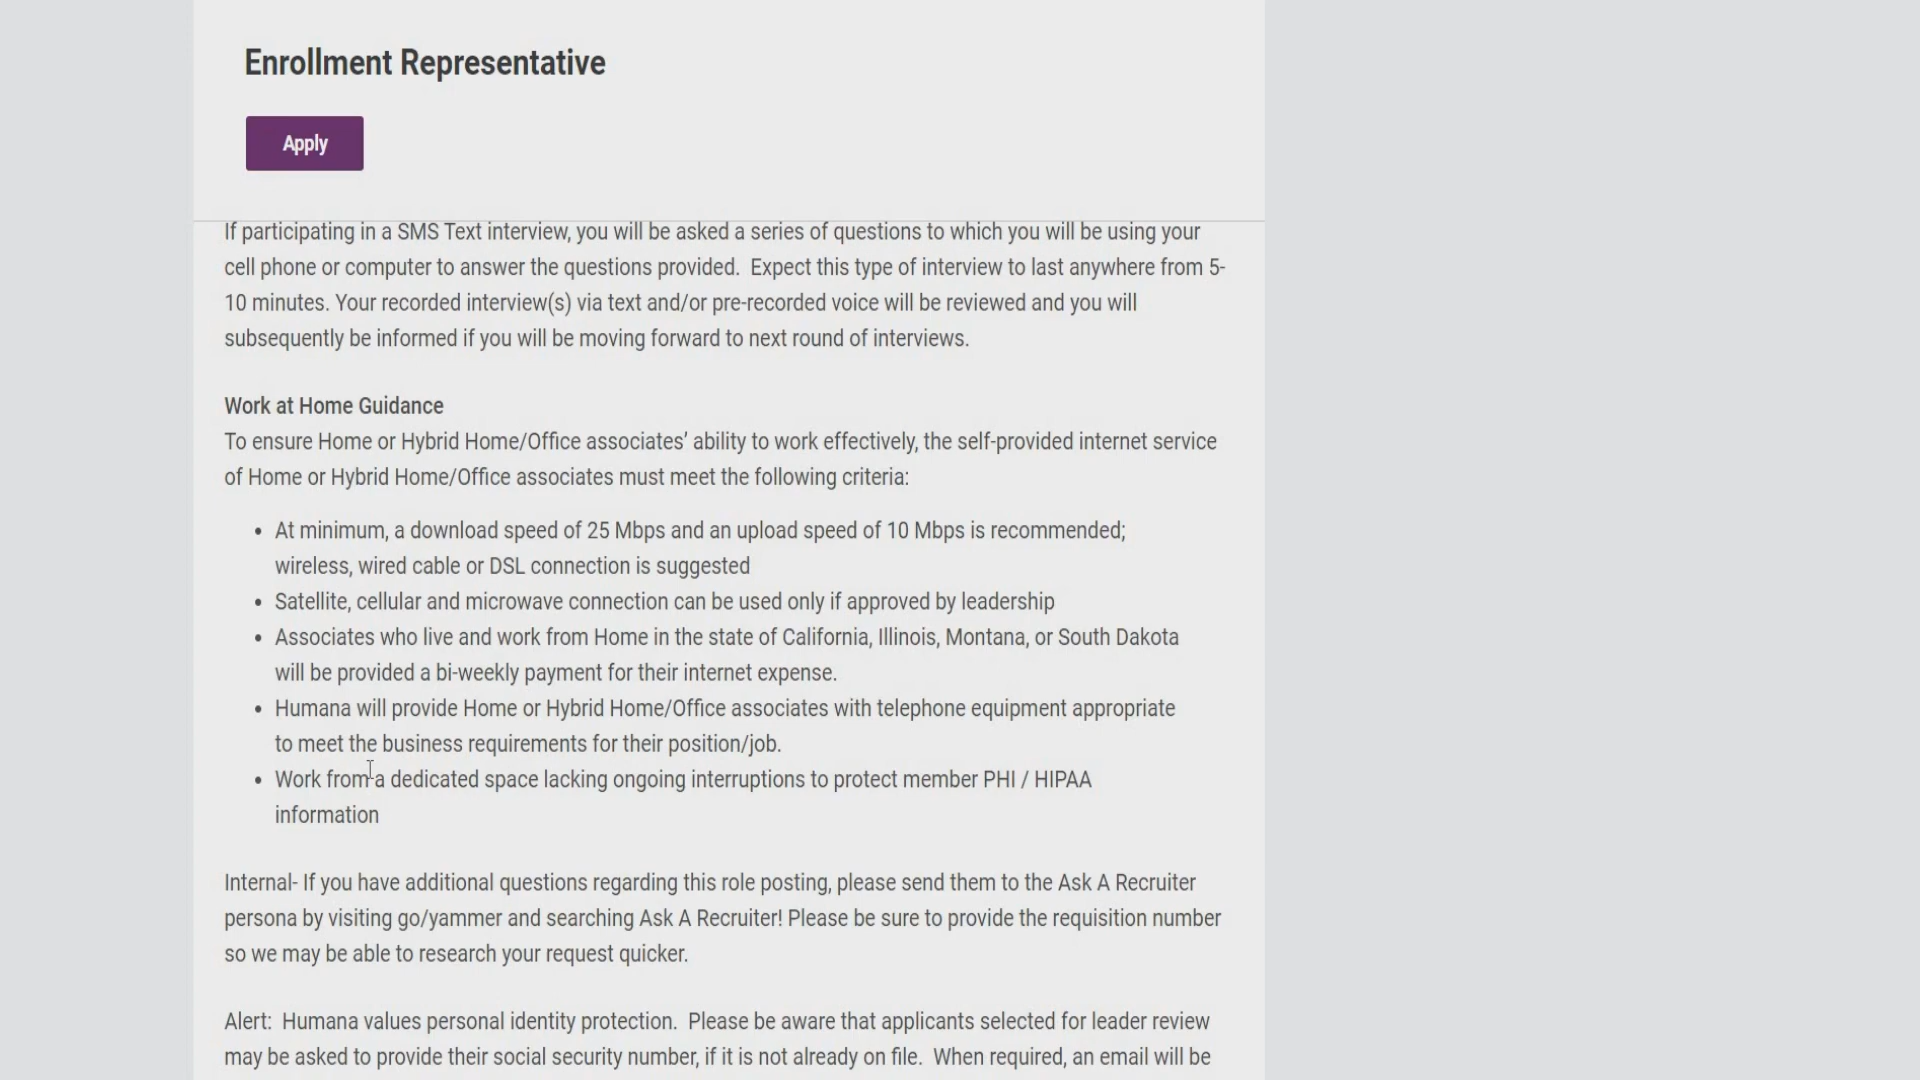 Enrollment Representative
Apply
If participating in a SMS Text interview, you will be asked a series of questions to which you will be using your
cell phone or computer to answer the questions provided.  Expect this type of interview to last anywhere from 5-
10 minutes. Your recorded interview(s) via text and/or pre-recorded voice will be reviewed and you will
subsequently be informed if you will be moving forward to next round of interviews.
Work at Home Guidance
To ensure Home or Hybrid Home/Office associates’ ability to work effectively, the self-provided internet service
of Home or Hybrid Home/Office associates must meet the following criteria:
• At minimum, a download speed of 25 Mbps and an upload speed of 10 Mbps is recommended;
wireless, wired cable or DSL connection is suggested
• Satellite, cellular and microwave connection can be used only if approved by leadership
• Associates who live and work from Home in the state of California, Illinois, Montana, or South Dakota
will be provided a bi-weekly payment for their internet expense.
• Humana will provide Home or Hybrid Home/Office associates with telephone equipment appropriate
to meet the business requirements for their position/job.
• Work from a dedicated space lacking ongoing interruptions to protect member PHI / HIPAA
information
Internal- If you have additional questions regarding this role posting, please send them to the Ask A Recruiter
persona by visiting go/yammer and searching Ask A Recruiter! Please be sure to provide the requisition number
so we may be able to research your request quicker.
Alert:  Humana values personal identity protection.  Please be aware that applicants selected for leader review
may be asked to provide their social security number, if it is not already on file.  When required, an email will be